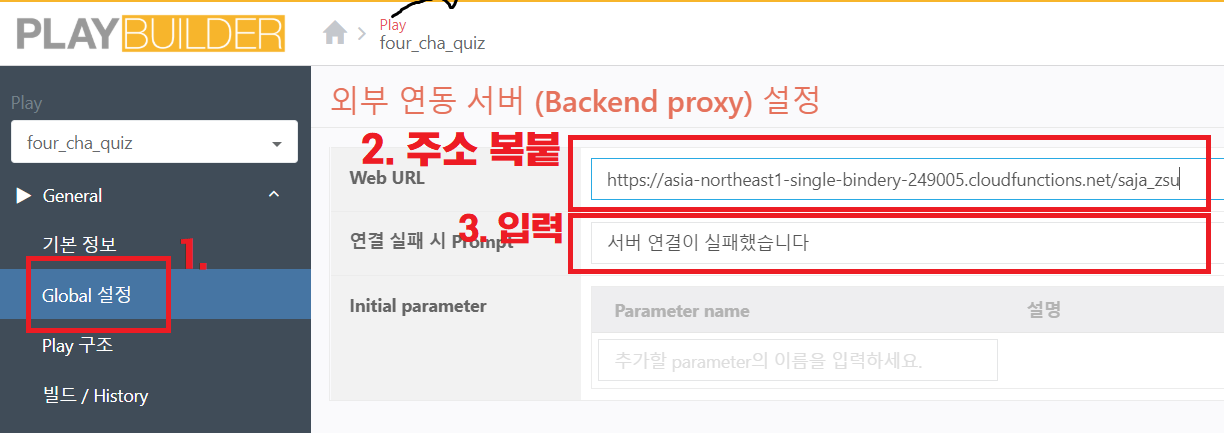 PLAYBUILDER
Play
four_cha_quiz
Play
four_cha_quiz
General
기본 정보
1.
Global 설정
Play 구조
빌드 / History
외부 연동 서버 (Backend proxy) 설정
2. 주소 복붙
Web URL
https://asia-northeast1-single-bindery-249005.cloudfunctions.net/saja_zsu
3. 입력
연결 실패 시 Prompt
서버 연결이 실패했습니다
Initial parameter
Parameter name 설명
추가할 parameter의 이름을 입력하세요.